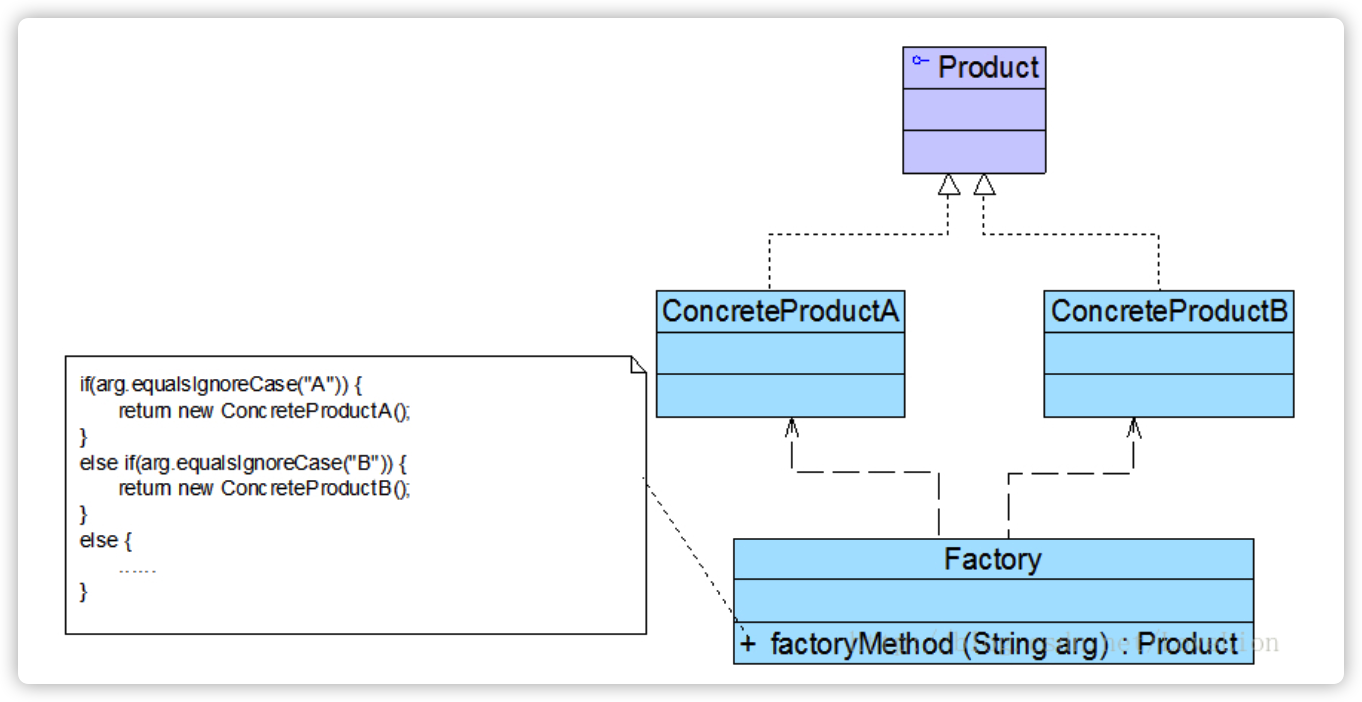 Product
ConcreteProductA
ConcreteProductB
if(arg.equalsIgnoreCase("A")) {
return new ConcreteProductA();
}
else if(arg.equalsIgnoreCase("B")) {
return new ConcreteProductB();
}
else {
......
}
Factory
+ factoryMethod (String arg) : Product